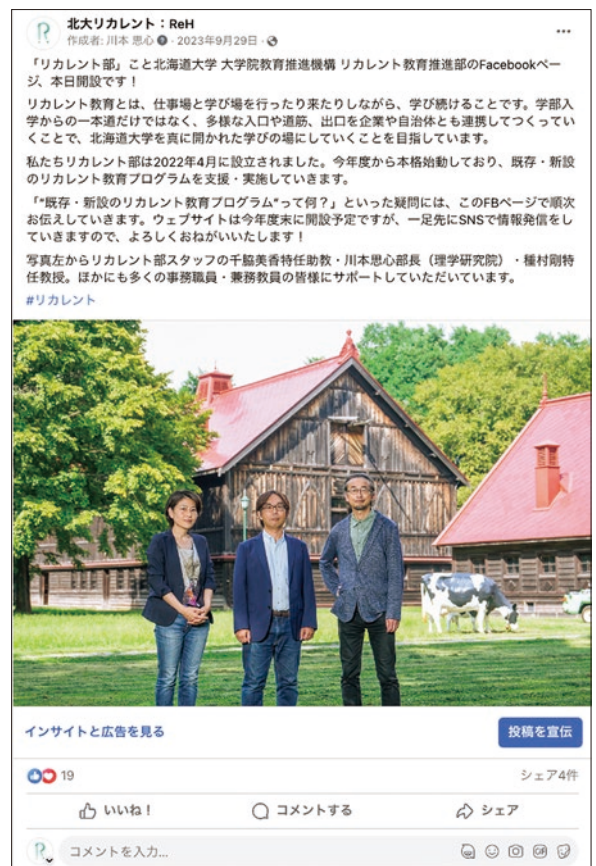 北大リカレント：ReH
作成者: 川本 思心 · 2023年9月29日 ·
「リカレント部」こと北海道大学 大学院教育推進機構 リカレント教育推進部のFacebookペー
ジ、本日開設です！
リカレント教育とは、仕事場と学び場を行ったり来たりしながら、学び続けることです。学部入
学からの一本道だけではなく、多様な入口や道筋、出口を企業や自治体とも連携してつくってい
くことで、北海道大学を真に開かれた学びの場にしていくことを目指しています。
私たちリカレント部は2022年4月に設立されました。今年度から本格始動しており、既存・新設
のリカレント教育プログラムを支援・実施していきます。
「“既存・新設のリカレント教育プログラム”って何？」といった疑問には、このFBページで順次
お伝えしていきます。ウェブサイトは今年度末に開設予定ですが、一足先にSNSで情報発信をし
ていきますので、よろしくおねがいいたします！
写真左からリカレント部スタッフの千脇美香特任助教・川本思心部長（理学研究院）・種村剛特
任教授。ほかにも多くの事務職員・兼務教員の皆様にサポートしていただいています。
#リカレント
インサイトと広告を見る
投稿を宣伝
19
シェア4件
いいね！
コメントする
シェア
コメントを入力...
GIF